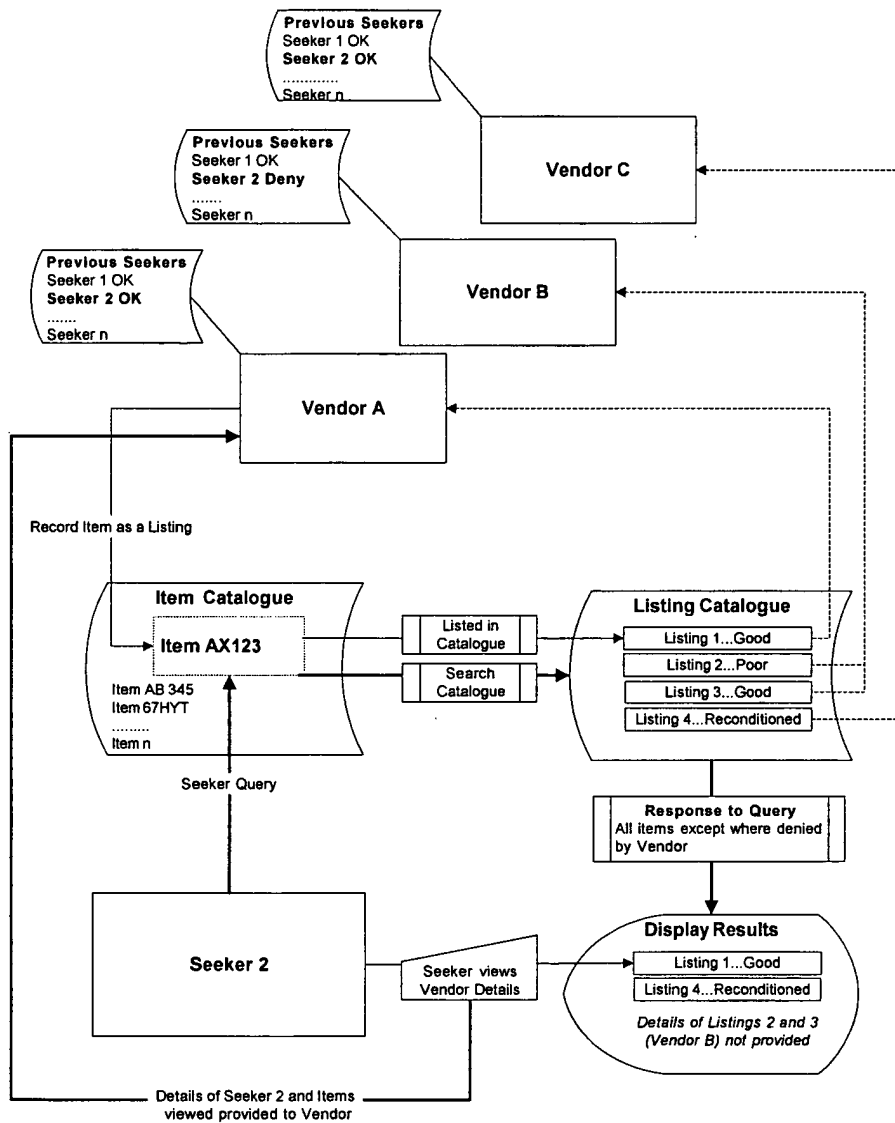 Previous Seekers
Seeker 1 OK
Seeker 2 OK
.............
Seeker n
Vendor C
Previous Seekers
Seeker 1 OK
Seeker 2 Deny
.......
Seeker n
Vendor B
Previous Seekers
Seeker 1 OK
Seeker 2 OK
.......
Seeker n
Vendor A
Record Item as a Listing
Item Catalogue
Item AX123
Item AB 345
Item 67HYT
.........
Item n
Listed in
Catalogue
Search
Catalogue
Listing Catalogue
Listing 1...Good
Listing 2...Poor
Listing 3...Good
Listing 4...Reconditioned
Seeker Query
Response to Query
All items except where denied
by Vendor
Seeker 2
Seeker views
Vendor Details
Display Results
Listing 1...Good
Listing 4...Reconditioned
Details of Listings 2 and 3
(Vendor B) not provided
Details of Seeker 2 and Items
viewed provided to Vendor